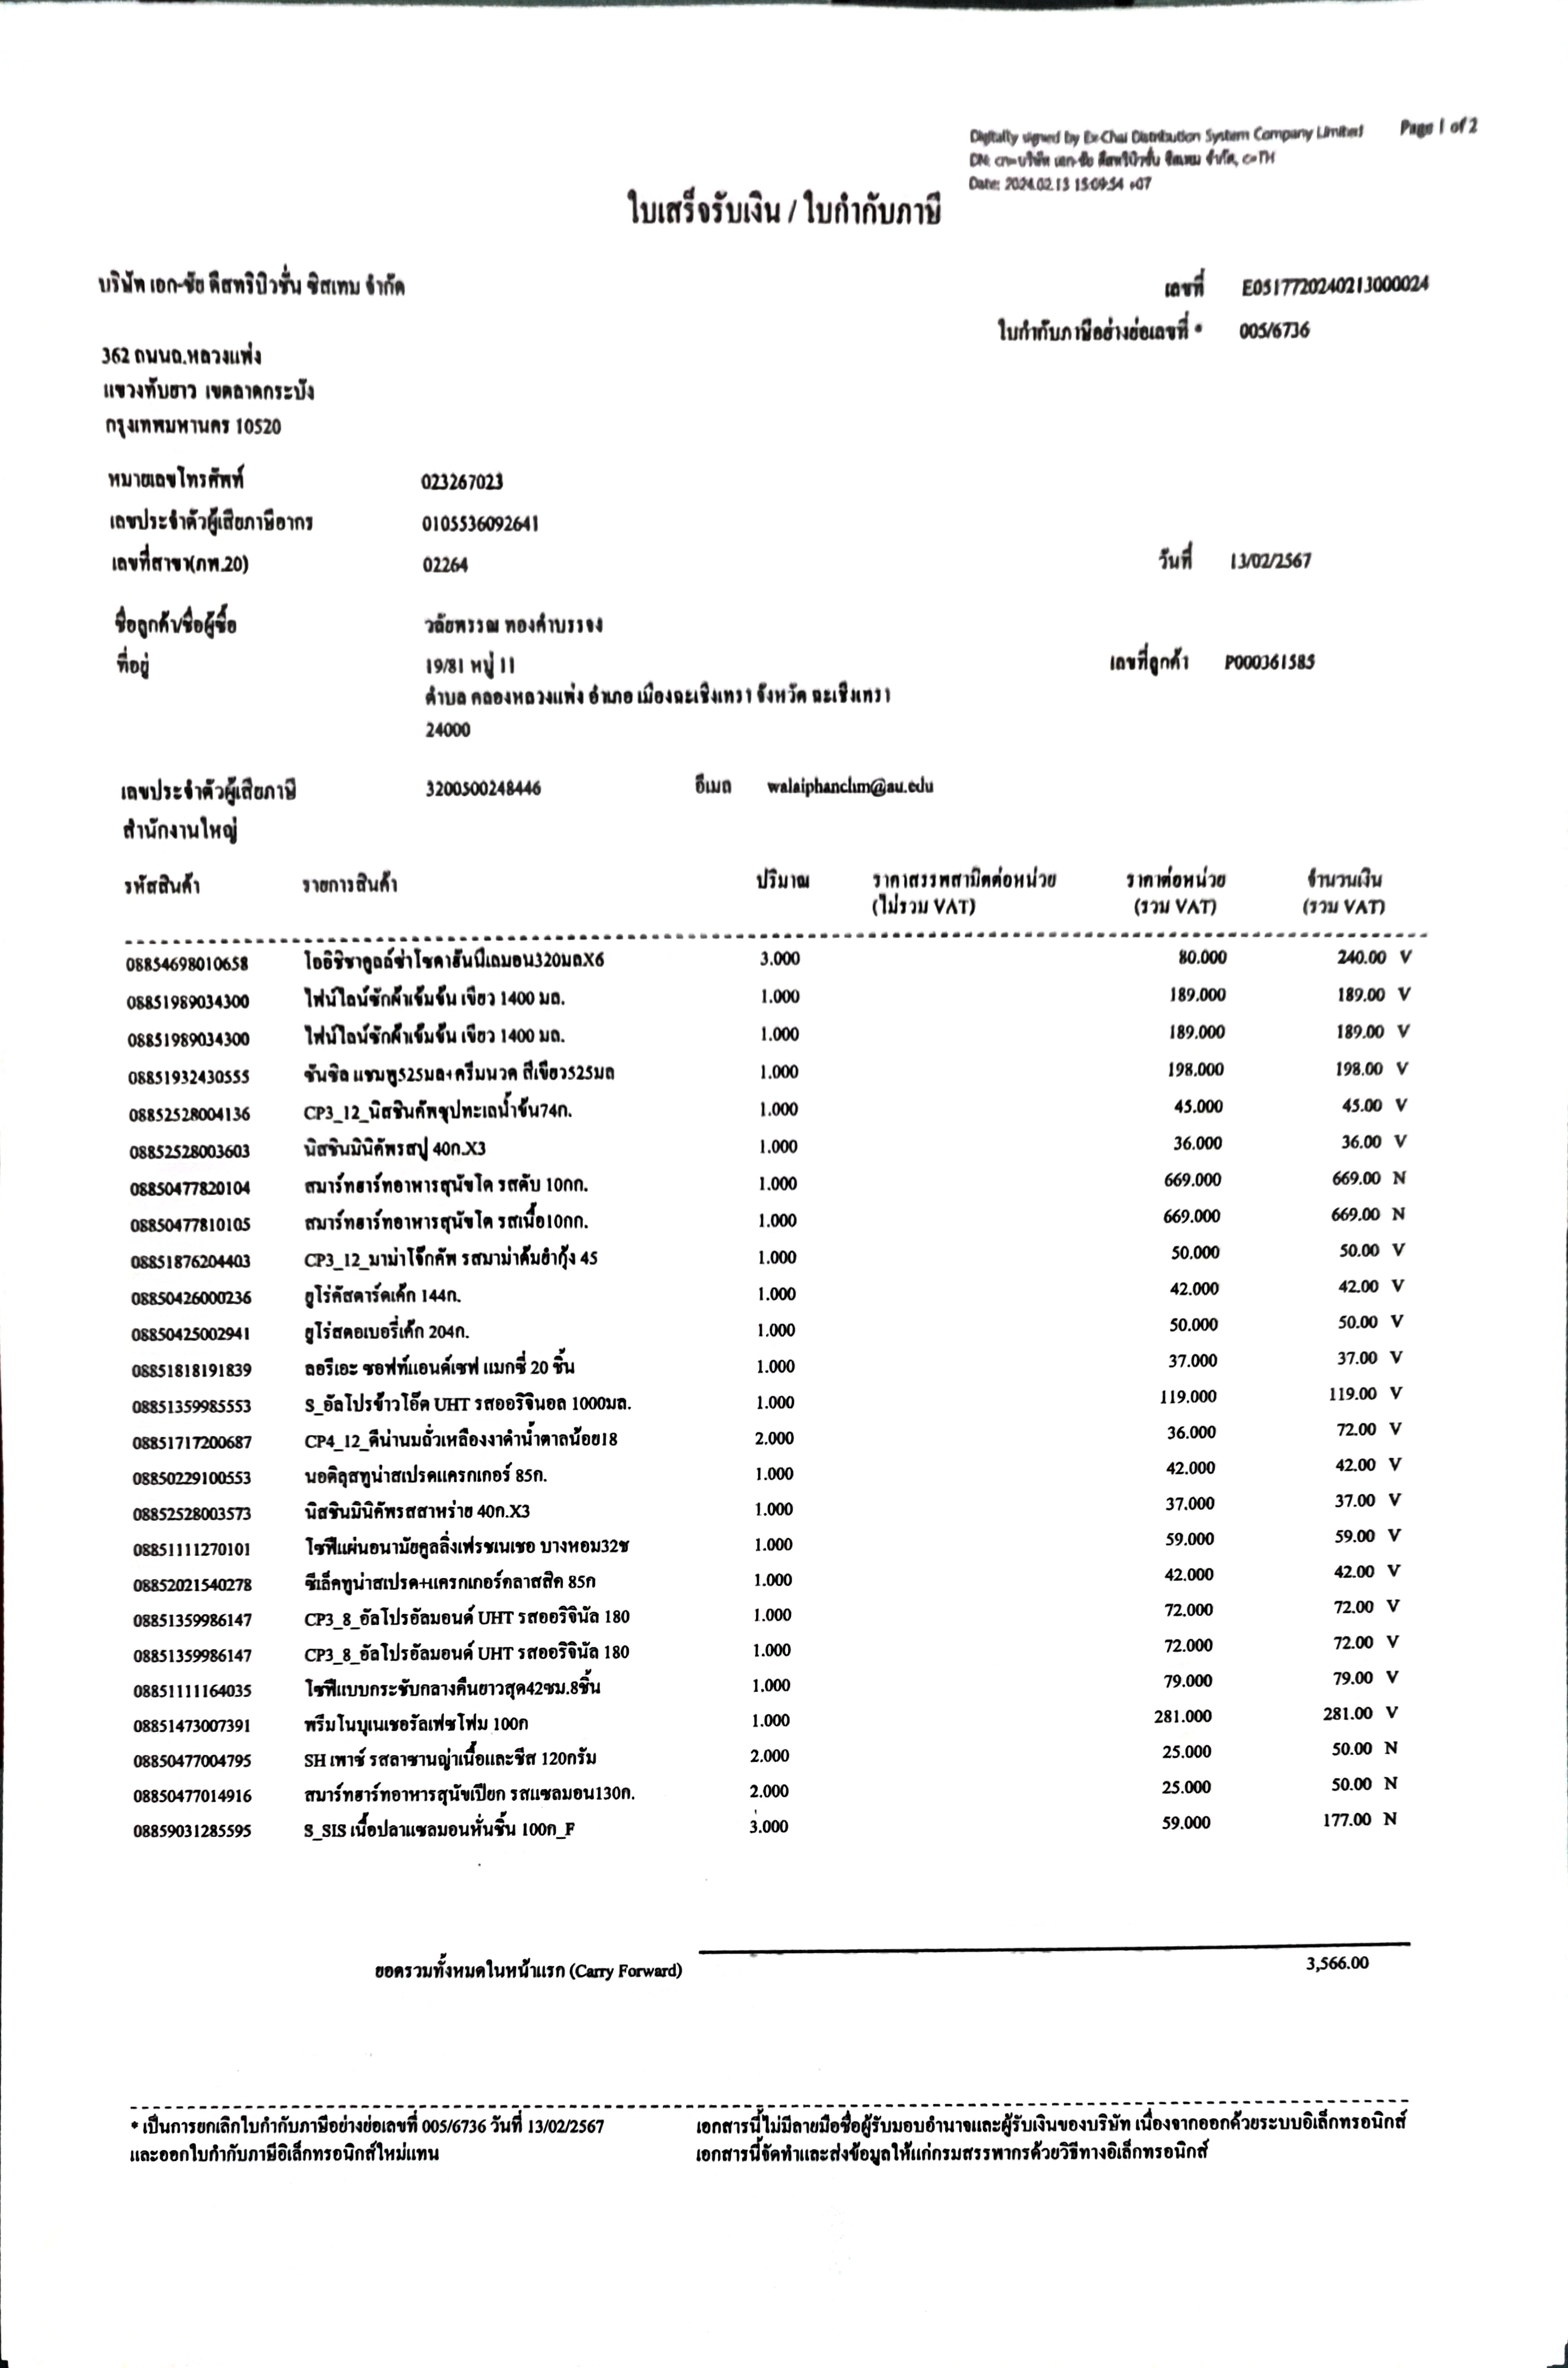 Digitally signed by Ek-Chai Distribution System Company Limited Page 1 of 2
DN: cn=บริษัท เอก-ชัย ดีสทริบิวชั่น ซิสเทม จำกัด, c=TH
Date: 2024.02.13 15:09:54 +07
ใบเสร็จรับเงิน / ใบกำกับภาษี
บริษัท เอก-ชัย ดีสทริบิวชั่น ซิสเทม จำกัด เลขที่ E05177202402130​00024
ใบกำกับภาษีอย่างย่อเลขที่ * 005/6736
362 ถนนถ.หลวงแพ่ง
แขวงทับยาว เขตลาดกระบัง
กรุงเทพมหานคร 10520
หมายเลขโทรศัพท์ 023267023
เลขประจำตัวผู้เสียภาษีอากร 0105536092641
เลขที่สาขา(ภพ.20) 02264 วันที่ 13/02/2567
ชื่อลูกค้า/ชื่อผู้ซื้อ วลัยพรรณ ทองคำบรรจง
ที่อยู่ 19/81 หมู่ 11 เลขที่ลูกค้า P000361585
ตำบล คลองหลวงแพ่ง อำเภอ เมืองฉะเชิงเทรา จังหวัด ฉะเชิงเทรา
24000
เลขประจำตัวผู้เสียภาษี 3200500248446 อีเมล walaiphanchm@au.edu
สำนักงานใหญ่
รหัสสินค้า รายการสินค้า ปริมาณ ราคาสรรพสามิตต่อหน่วย ราคาต่อหน่วย จำนวนเงิน
(ไม่รวม VAT) (รวม VAT) (รวม VAT)
08854698010658 โออิชิชาคูลล์ซ่าโซดาฮันนี่เลมอน320มลX6 3.000 80.000 240.00 V
08851989034300 ไฟน์ไลน์ซักผ้าเข้มข้น เขียว 1400 มล. 1.000 189.000 189.00 V
08851989034300 ไฟน์ไลน์ซักผ้าเข้มข้น เขียว 1400 มล. 1.000 189.000 189.00 V
08851932430555 ซันซิล แชมพู525มล+ครีมนวด สีเขียว525มล 1.000 198.000 198.00 V
08852528004136 CP3_12_นิสชินคัพซุปทะเลน้ำข้น74ก. 1.000 45.000 45.00 V
08852528003603 นิสชินมินิคัพรสปู 40ก.X3 1.000 36.000 36.00 V
08850477820104 สมาร์ทฮาร์ทอาหารสุนัขโต รสตับ 10กก. 1.000 669.000 669.00 N
08850477810105 สมาร์ทฮาร์ทอาหารสุนัขโต รสเนื้อ10กก. 1.000 669.000 669.00 N
08851876204403 CP3_12_มาม่าโจ๊กคัพ รสมาม่าต้มยำกุ้ง 45 1.000 50.000 50.00 V
08850426000236 ยูโร่คัสตาร์ดเค้ก 144ก. 1.000 42.000 42.00 V
08850425002941 ยูโร่สตอเบอรี่เค้ก 204ก. 1.000 50.000 50.00 V
08851818191839 ลอรีเอะ ซอฟท์แอนด์เซฟ แมกซี่ 20 ชิ้น 1.000 37.000 37.00 V
08851359985553 S_อัลโปรข้าวโอ๊ต UHT รสออริจินอล 1000มล. 1.000 119.000 119.00 V
08851717200687 CP4_12_ดีน่านมถั่วเหลืองงาดำน้ำตาลน้อย18 2.000 36.000 72.00 V
08850229100553 นอติลุสทูน่าสเปรดแครกเกอร์ 85ก. 1.000 42.000 42.00 V
08852528003573 นิสชินมินิคัพรสสาหร่าย 40ก.X3 1.000 37.000 37.00 V
08851111270101 โซฟีแผ่นอนามัยคูลลิ่งเฟรชเนเชอ บางหอม32ช 1.000 59.000 59.00 V
08852021540278 ซีเล็คทูน่าสเปรด+แครกเกอร์คลาสสิค 85ก 1.000 42.000 42.00 V
08851359986147 CP3_8_อัลโปรอัลมอนด์ UHT รสออริจินัล 180 1.000 72.000 72.00 V
08851359986147 CP3_8_อัลโปรอัลมอนด์ UHT รสออริจินัล 180 1.000 72.000 72.00 V
08851111164035 โซฟีแบบกระชับกลางคืนยาวสุด42ซม.8ชิ้น 1.000 79.000 79.00 V
08851473007391 พรีมโนบุเนเชอรัลเฟซโฟม 100ก 1.000 281.000 281.00 V
08850477004795 SH เพาช์ รสลาซานญ่าเนื้อและชีส 120กรัม 2.000 25.000 50.00 N
08850477014916 สมาร์ทฮาร์ทอาหารสุนัขเปียก รสแซลมอน130ก. 2.000 25.000 50.00 N
08859031285595 S_SIS เนื้อปลาแซลมอนหั่นชิ้น 100ก_F 3.000 59.000 177.00 N
ยอดรวมทั้งหมดในหน้าแรก (Carry Forward) 3,566.00
* เป็นการยกเลิกใบกำกับภาษีอย่างย่อเลขที่ 005/6736 วันที่ 13/02/2567 เอกสารนี้ไม่มีลายมือชื่อผู้รับมอบอำนาจและผู้รับเงินของบริษัท เนื่องจากออกด้วยระบบอิเล็กทรอนิกส์
และออกใบกำกับภาษีอิเล็กทรอนิกส์ใหม่แทน เอกสารนี้จัดทำและส่งข้อมูลให้แก่กรมสรรพากรด้วยวิธีทางอิเล็กทรอนิกส์